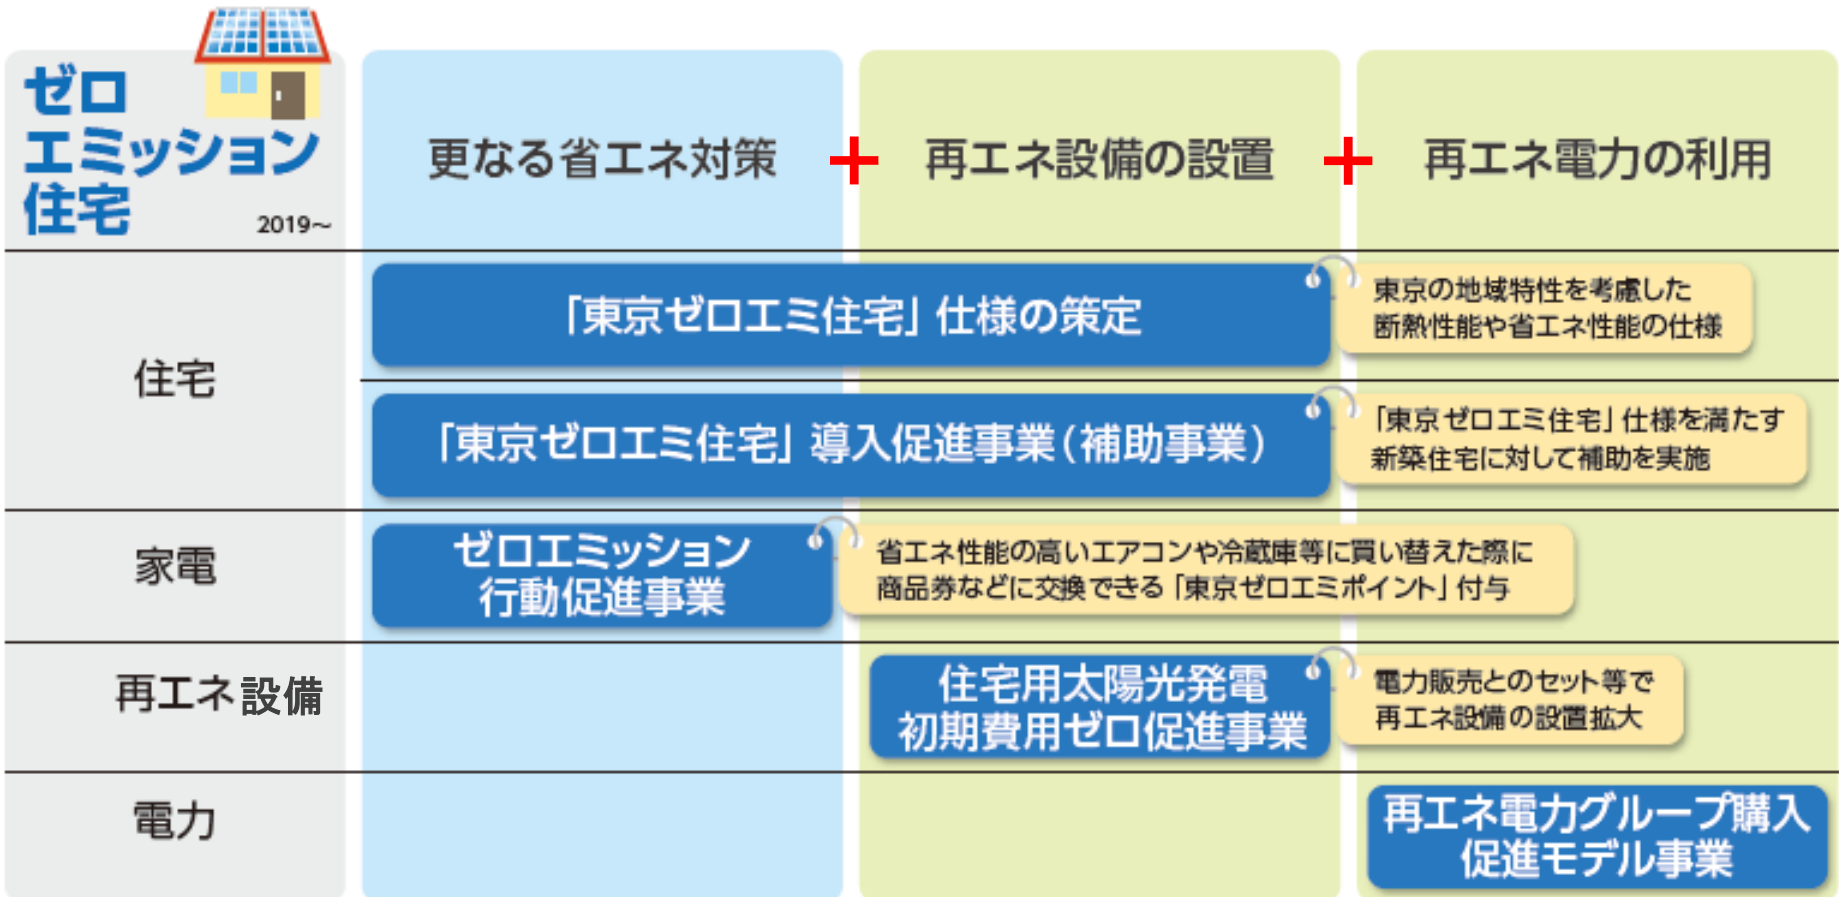 ゼロ
エミッション
住宅
2019～
更なる省エネ対策
+
再エネ設備の設置
+
再エネ電力の利用
住宅
「東京ゼロエミ住宅」仕様の策定
東京の地域特性を考慮した
断熱性能や省エネ性能の仕様
「東京ゼロエミ住宅」導入促進事業（補助事業）
「東京ゼロエミ住宅」仕様を満たす
新築住宅に対して補助を実施
家電
ゼロエミッション
行動促進事業
省エネ性能の高いエアコンや冷蔵庫等に買い替えた際に
商品券などに交換できる「東京ゼロエミポイント」付与
再エネ設備
住宅用太陽光発電
初期費用ゼロ促進事業
電力販売とのセット等で
再エネ設備の設置拡大
電力
再エネ電力グループ購入
促進モデル事業